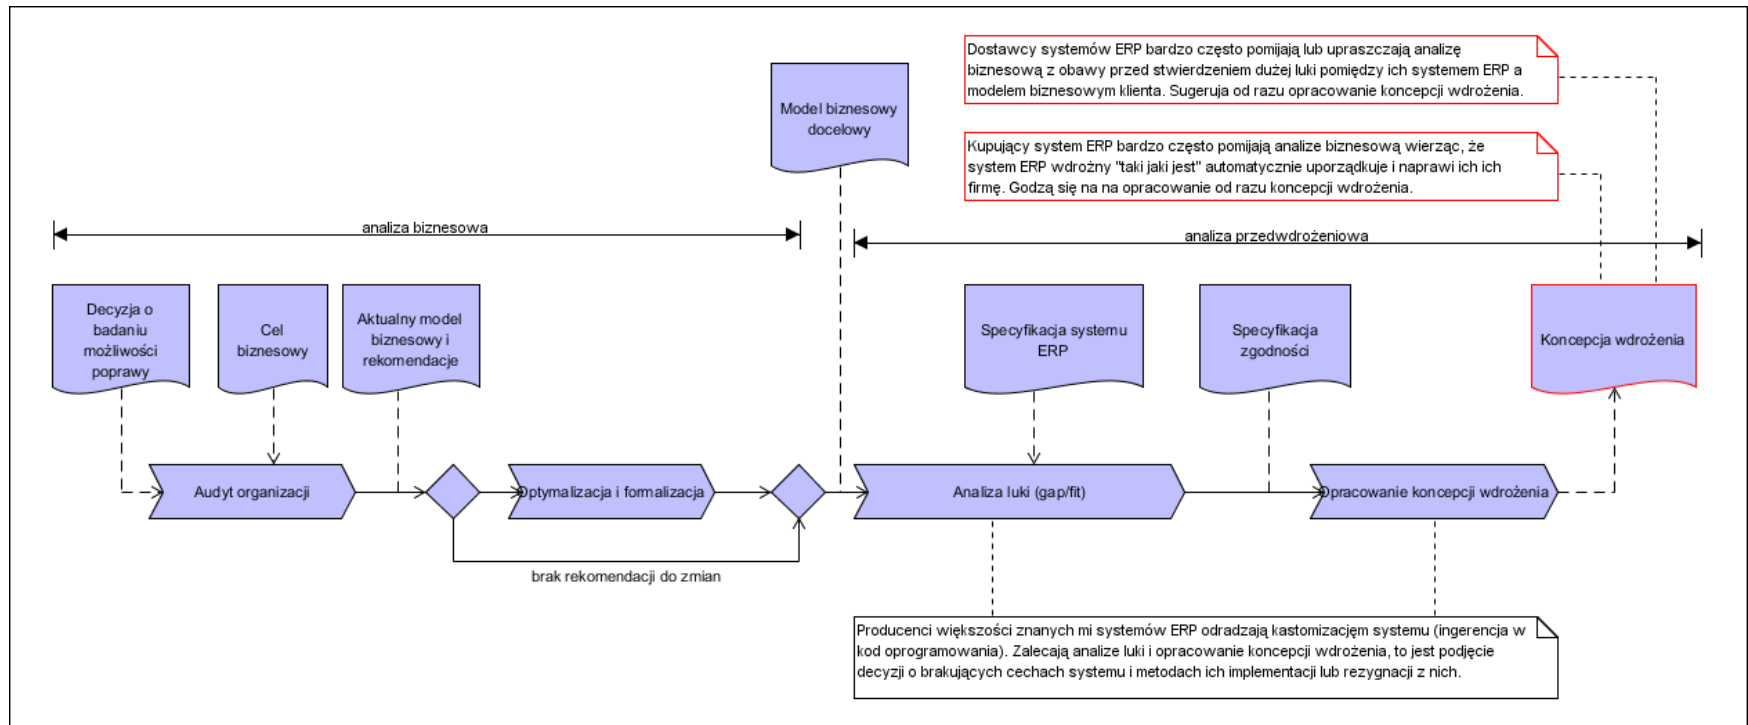 Dostawcy systemów ERP bardzo często pomijają lub upraszczają analizę
biznesową z obawy przed stwierdzeniem dużej luki pomiędzy ich systemem ERP a
modelem biznesowym klienta. Sugeruja od razu opracowanie koncepcji wdrożenia.
Model biznesowy
docelowy
Kupujący system ERP bardzo często pomijają analize biznesową wierząc, że
system ERP wdrożny "taki jaki jest" automatycznie uporządkuje i naprawi ich ich
firmę. Godzą się na na opracowanie od razu koncepcji wdrożenia.
analiza biznesowa
analiza przedwdrożeniowa
Decyzja o
badaniu
możliwości
poprawy
Cel
biznesowy
Aktualny model
biznesowy i
rekomendacje
Specyfikacja systemu
ERP
Specyfikacja
zgodności
Koncepcja wdrożenia
Audyt organizacji
Optymalizacja i formalizacja
Analiza luki (gap/fit)
Opracowanie koncepcji wdrożenia
brak rekomendacji do zmian
Producenci większości znanych mi systemów ERP odradzają kastomizacjęm systemu (ingerencja w
kod oprogramowania). Zalecają analize luki i opracowanie koncepcji wdrożenia, to jest podjęcie
decyzji o brakujących cechach systemu i metodach ich implementacji lub rezygnacji z nich.